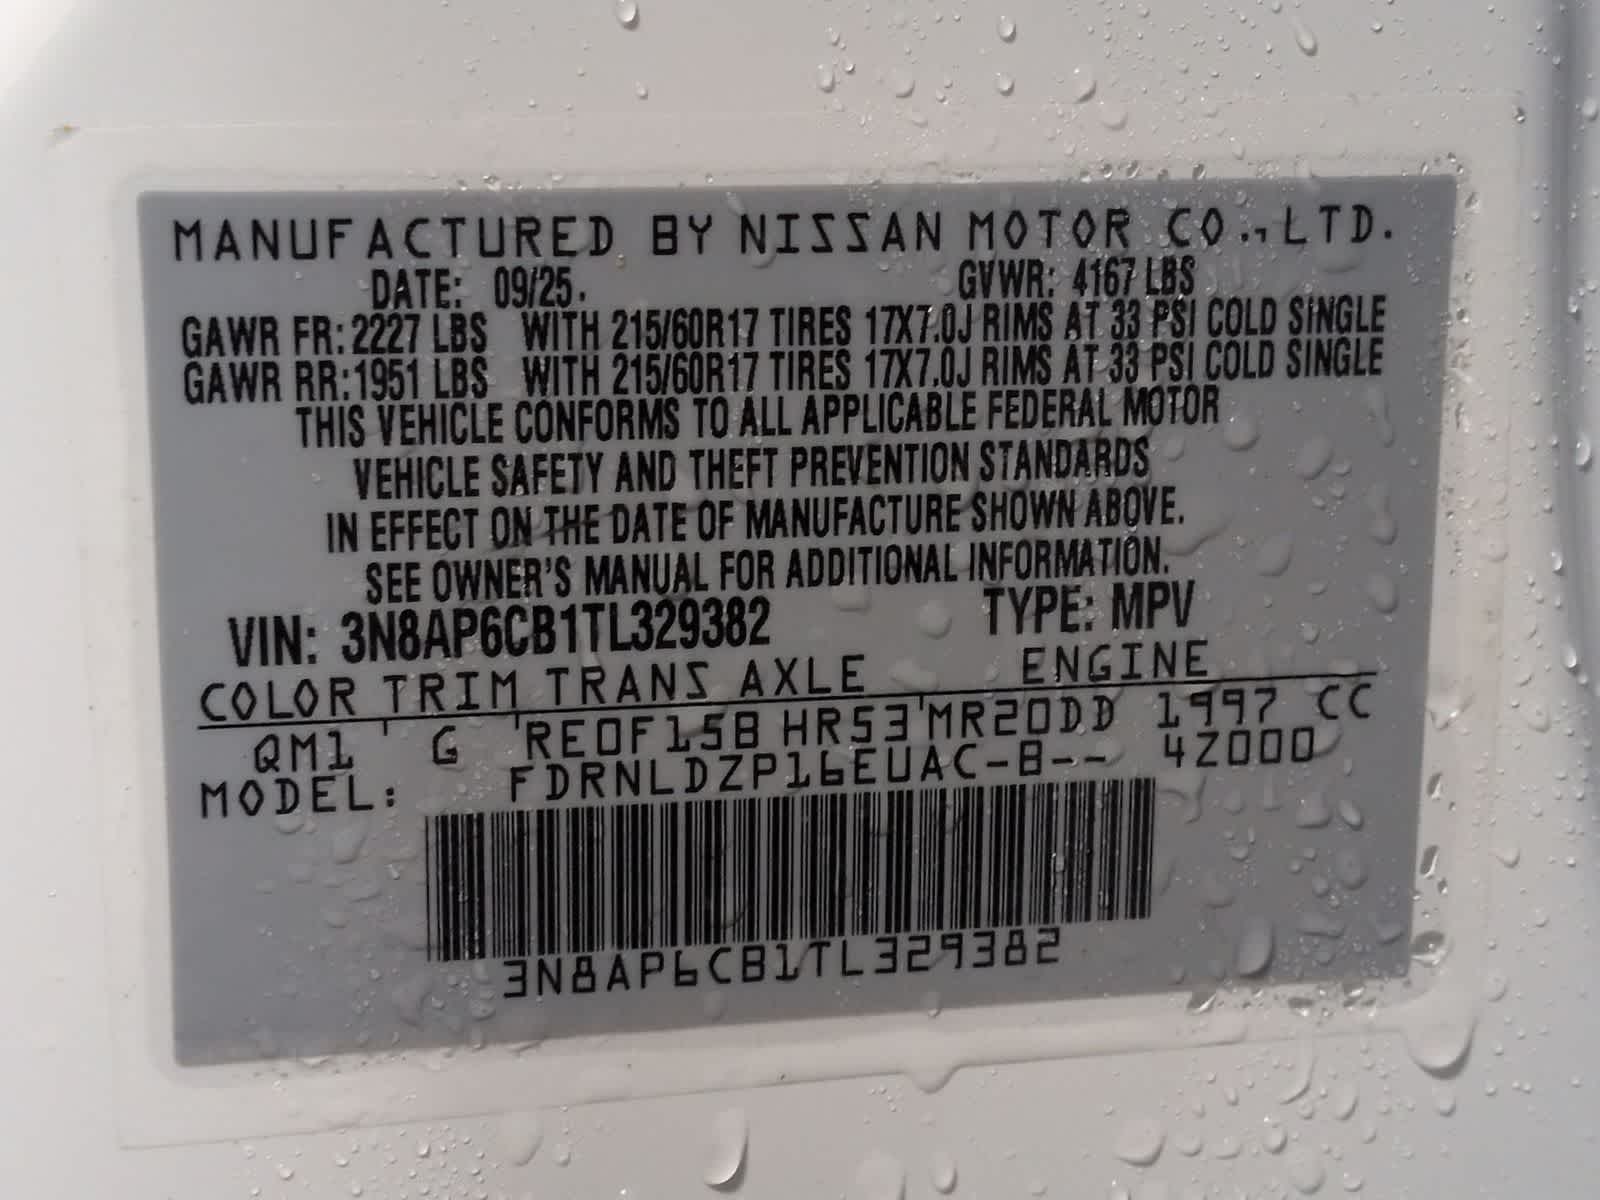 MANUFACTURED BY NISSAN MOTOR CO., LTD.
DATE: 09/25. GVWR: 4167 LBS
GAWR FR: 2227 LBS WITH 215/60R17 TIRES 17X7.0J RIMS AT 33 PSI COLD SINGLE
GAWR RR: 1951 LBS WITH 215/60R17 TIRES 17X7.0J RIMS AT 33 PSI COLD SINGLE
THIS VEHICLE CONFORMS TO ALL APPLICABLE FEDERAL MOTOR
VEHICLE SAFETY AND THEFT PREVENTION STANDARDS
IN EFFECT ON THE DATE OF MANUFACTURE SHOWN ABOVE.
SEE OWNER'S MANUAL FOR ADDITIONAL INFORMATION.
VIN: 3N8AP6CB1TL329382 TYPE: MPV
COLOR TRIM TRANS AXLE ENGINE
QM1 G RE0F15B HR53 MR20DD 1997 CC
MODEL: FDRNLDZP16EUAC-B-- 4Z000
3N8AP6CB1TL329382